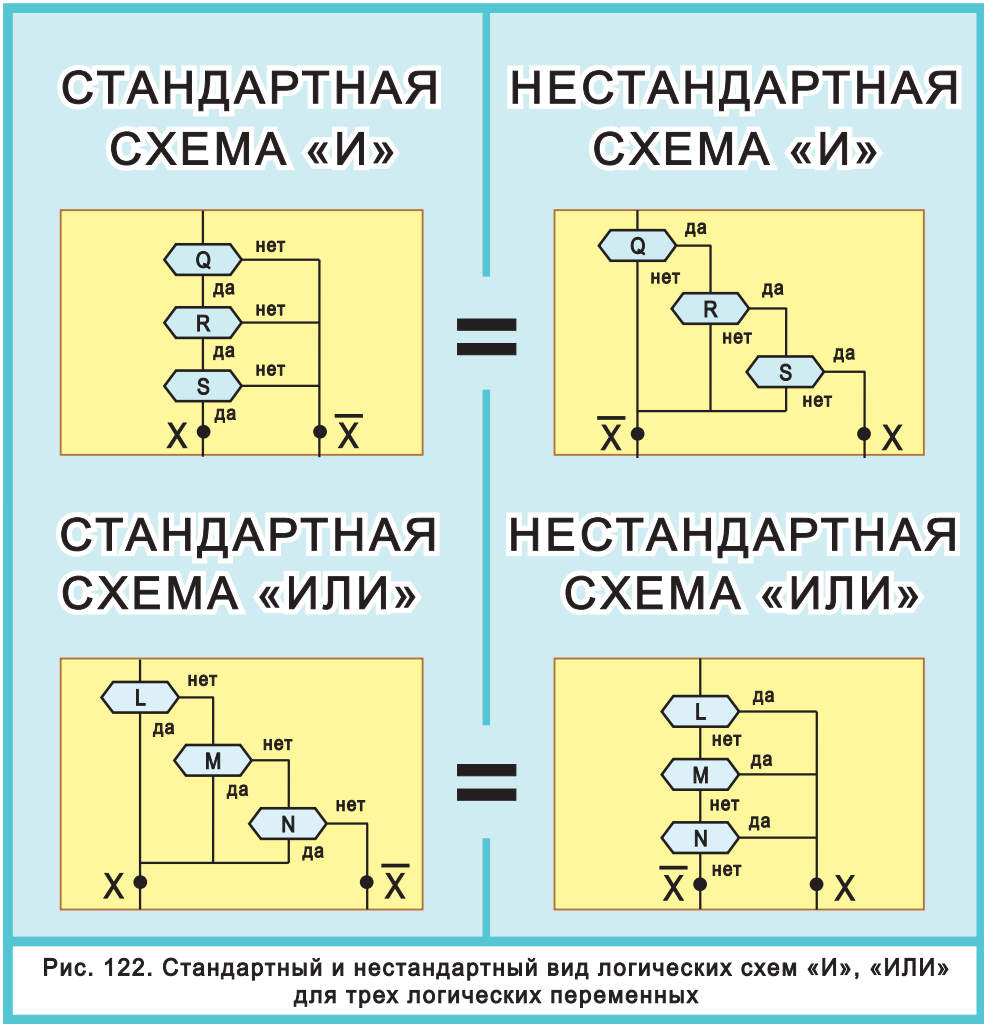 СТАНДАРТНАЯ
СХЕМА «И»
НЕСТАНДАРТНАЯ
СХЕМА «И»
Q
нет
да
R
нет
да
S
нет
да
X
X̅
=
Q
да
нет
R
да
нет
S
да
нет
X̅
X
СТАНДАРТНАЯ
СХЕМА «ИЛИ»
НЕСТАНДАРТНАЯ
СХЕМА «ИЛИ»
L
нет
да
M
нет
да
N
нет
да
X
X̅
=
L
да
нет
M
да
нет
N
да
нет
X̅
X
Рис. 122. Стандартный и нестандартный вид логических схем «И», «ИЛИ»
для трех логических переменных